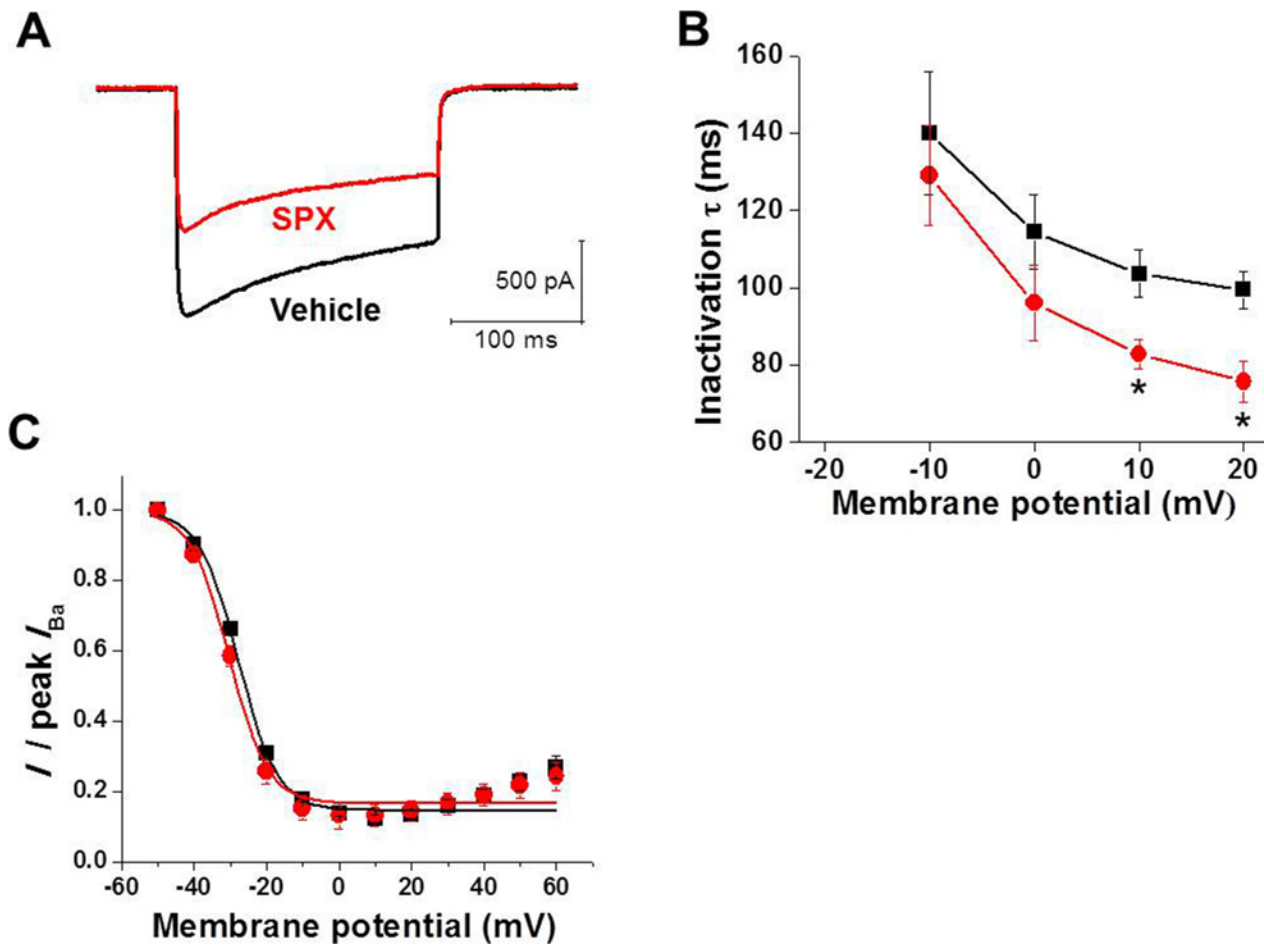 A
SPX
Vehicle
500 pA
100 ms
B
Inactivation τ (ms)
160
140
120
100
80
60
*
*
-20
-10
0
10
20
Membrane potential (mV)
C
I / peak I Ba
1.0
0.8
0.6
0.4
0.2
0.0
-60
-40
-20
0
20
40
60
Membrane potential (mV)